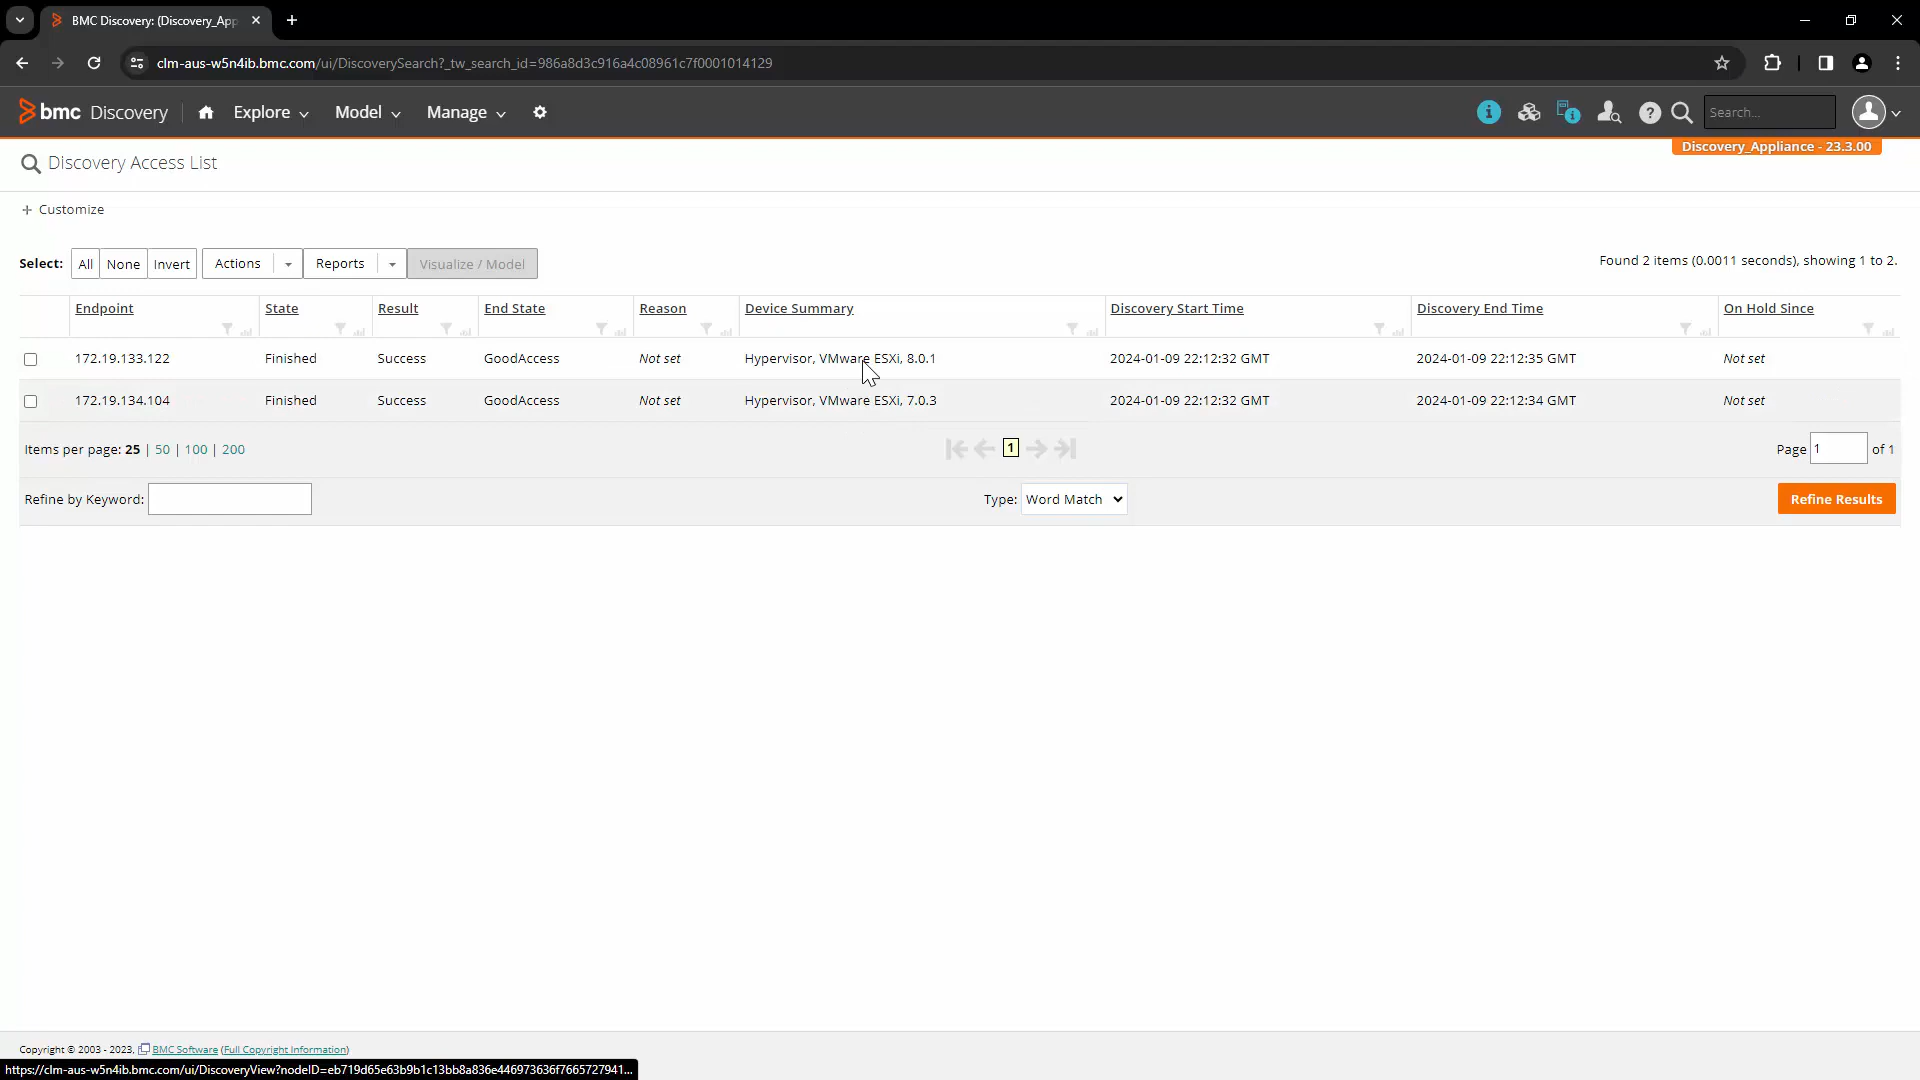 BMC Discovery: (Discovery_App
clm-aus-w5n4ib.bmc.com/ui/DiscoverySearch?_tw_search_id=986a8d3c916a4c08961c7f0001014129
bmc Discovery Explore Model Manage Search...
Discovery_Appliance - 23.3.00
Discovery Access List
+ Customize
Select: All None Invert Actions Reports Visualize / Model Found 2 items (0.0011 seconds), showing 1 to 2.
Endpoint State Result End State Reason Device Summary Discovery Start Time Discovery End Time On Hold Since
172.19.133.122 Finished Success GoodAccess Not set Hypervisor, VMware ESXi, 8.0.1 2024-01-09 22:12:32 GMT 2024-01-09 22:12:35 GMT Not set
172.19.134.104 Finished Success GoodAccess Not set Hypervisor, VMware ESXi, 7.0.3 2024-01-09 22:12:32 GMT 2024-01-09 22:12:34 GMT Not set
Items per page: 25 | 50 | 100 | 200 1 Page 1 of 1
Refine by Keyword: Type: Word Match Refine Results
Copyright © 2003 - 2023, BMC Software (Full Copyright Information)
https://clm-aus-w5n4ib.bmc.com/ui/DiscoveryView?nodeID=eb719d65e63b9b1c13bb8a836e446973636f7665727941...